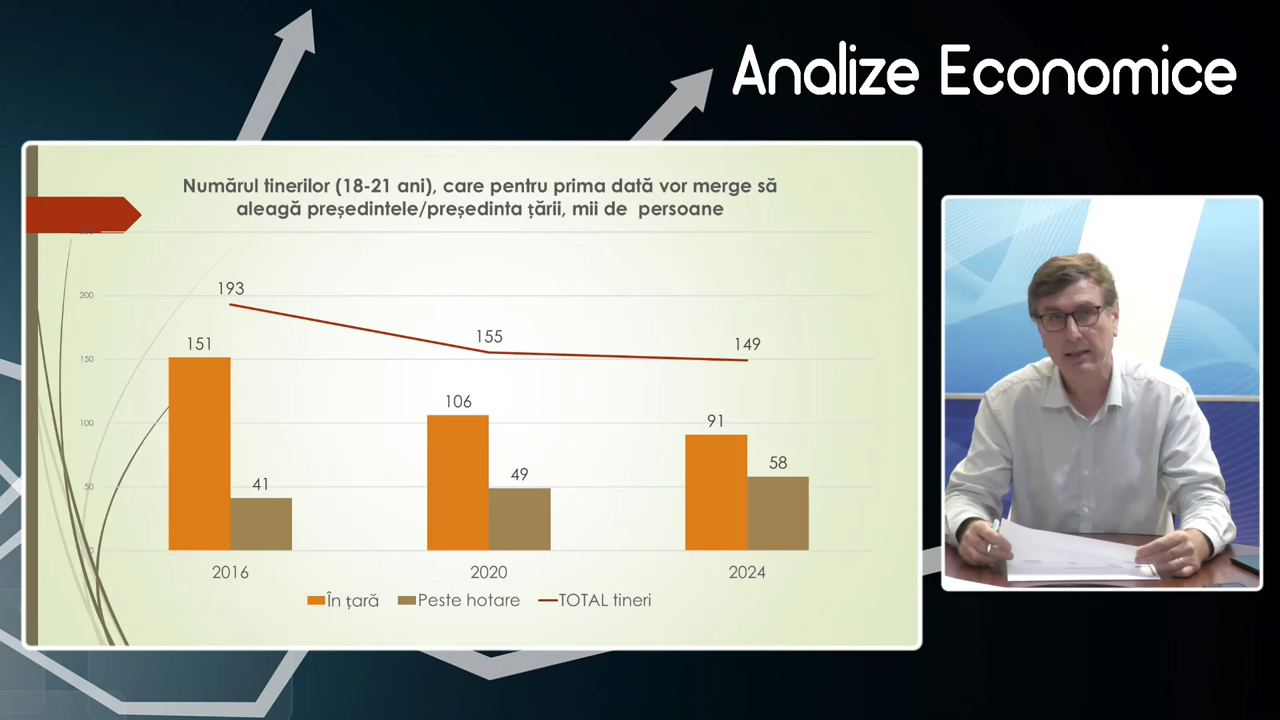 Analize Economice
Numărul tinerilor (18-21 ani), care pentru prima dată vor merge să
aleagă președintele/președinta țării, mii de persoane
200
150
100
50
0
193
155
149
151
41
106
49
91
58
2016
2020
2024
În țară
Peste hotare
TOTAL tineri